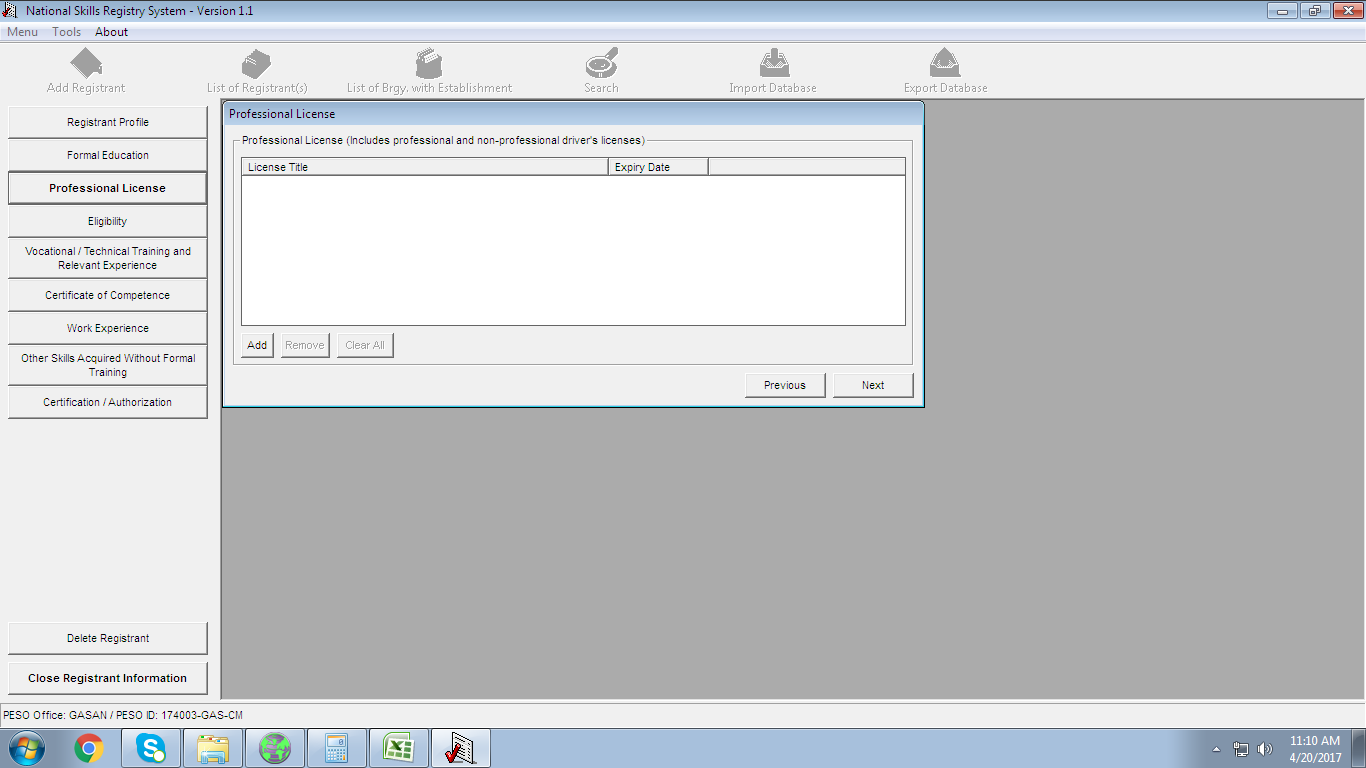 National Skills Registry System - Version 1.1
Menu Tools About
Add Registrant List of Registrant(s) List of Brgy. with Establishment Search Import Database Export Database
Registrant Profile
Formal Education
Professional License
Eligibility
Vocational / Technical Training and
Relevant Experience
Certificate of Competence
Work Experience
Other Skills Acquired Without Formal
Training
Certification / Authorization
Delete Registrant
Close Registrant Information
Professional License
Professional License (Includes professional and non-professional driver's licenses)
License Title Expiry Date
Add Remove Clear All
Previous Next
PESO Office: GASAN / PESO ID: 174003-GAS-CM
11:10 AM
4/20/2017